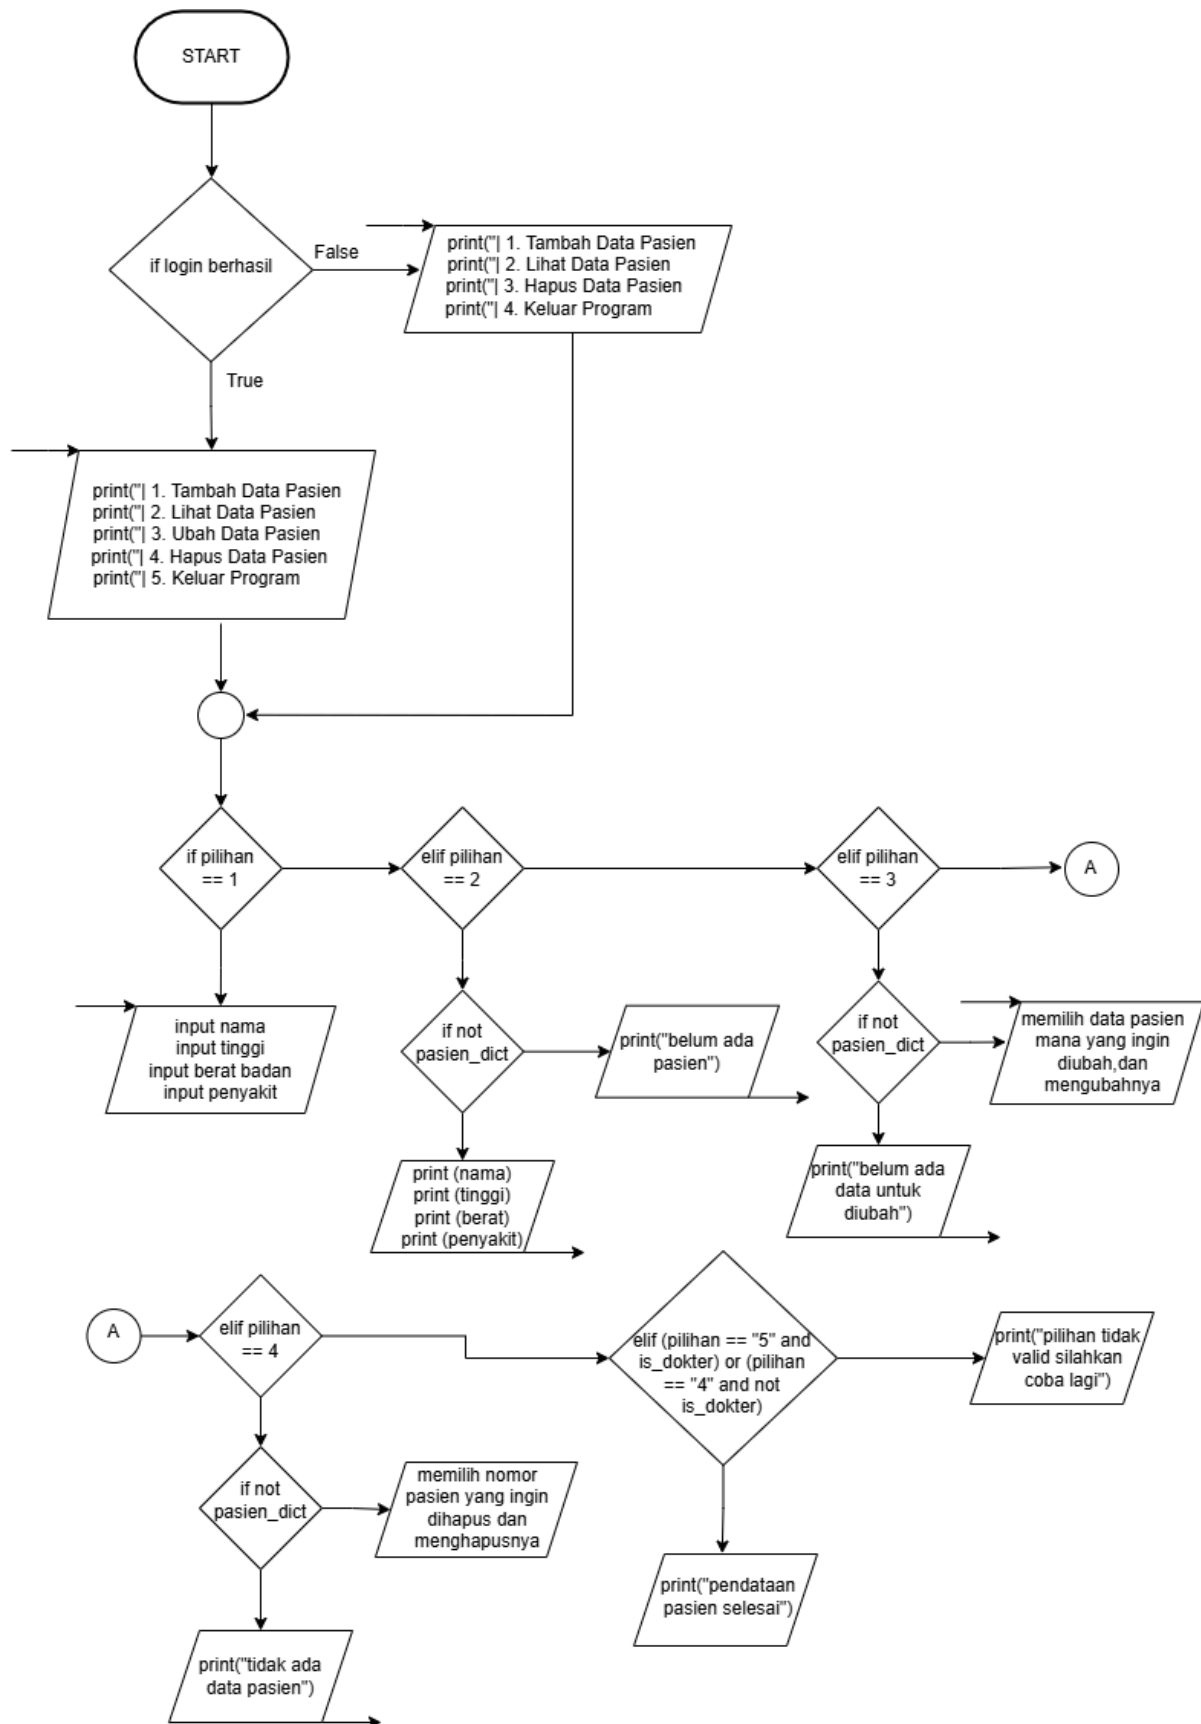 START
if login berhasil
False
print("| 1. Tambah Data Pasien
print("| 2. Lihat Data Pasien
print("| 3. Hapus Data Pasien
print("| 4. Keluar Program
True
print("| 1. Tambah Data Pasien
print("| 2. Lihat Data Pasien
print("| 3. Ubah Data Pasien
print("| 4. Hapus Data Pasien
print("| 5. Keluar Program
if pilihan
== 1
elif pilihan
== 2
elif pilihan
== 3
A
input nama
input tinggi
input berat badan
input penyakit
if not
pasien_dict
print("belum ada
pasien")
if not
pasien_dict
memilih data pasien
mana yang ingin
diubah,dan
mengubahnya
print (nama)
print (tinggi)
print (berat)
print (penyakit)
print("belum ada
data untuk
diubah")
A
elif pilihan
== 4
elif (pilihan == "5" and
is_dokter) or (pilihan
== "4" and not
is_dokter)
print("pilihan tidak
valid silahkan
coba lagi")
if not
pasien_dict
memilih nomor
pasien yang ingin
dihapus dan
menghapusnya
print("pendataan
pasien selesai")
print("tidak ada
data pasien")